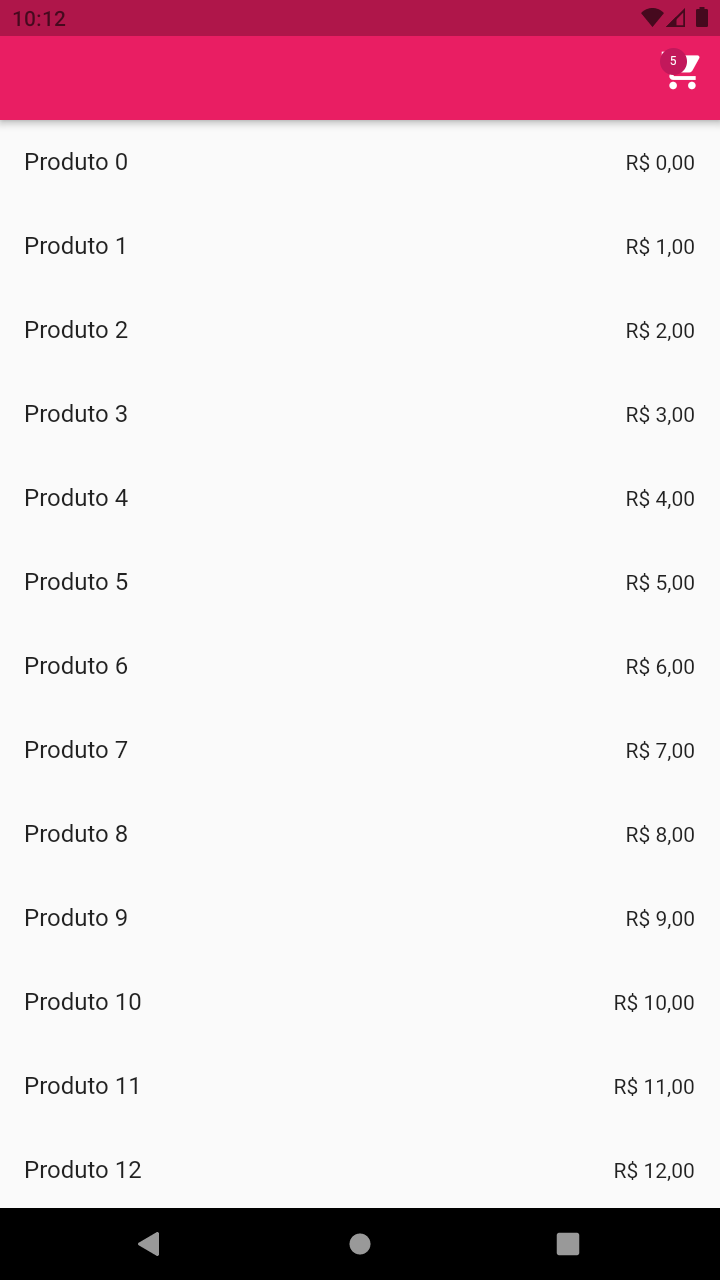 10:12
5
Produto 0 R$ 0,00
Produto 1 R$ 1,00
Produto 2 R$ 2,00
Produto 3 R$ 3,00
Produto 4 R$ 4,00
Produto 5 R$ 5,00
Produto 6 R$ 6,00
Produto 7 R$ 7,00
Produto 8 R$ 8,00
Produto 9 R$ 9,00
Produto 10 R$ 10,00
Produto 11 R$ 11,00
Produto 12 R$ 12,00